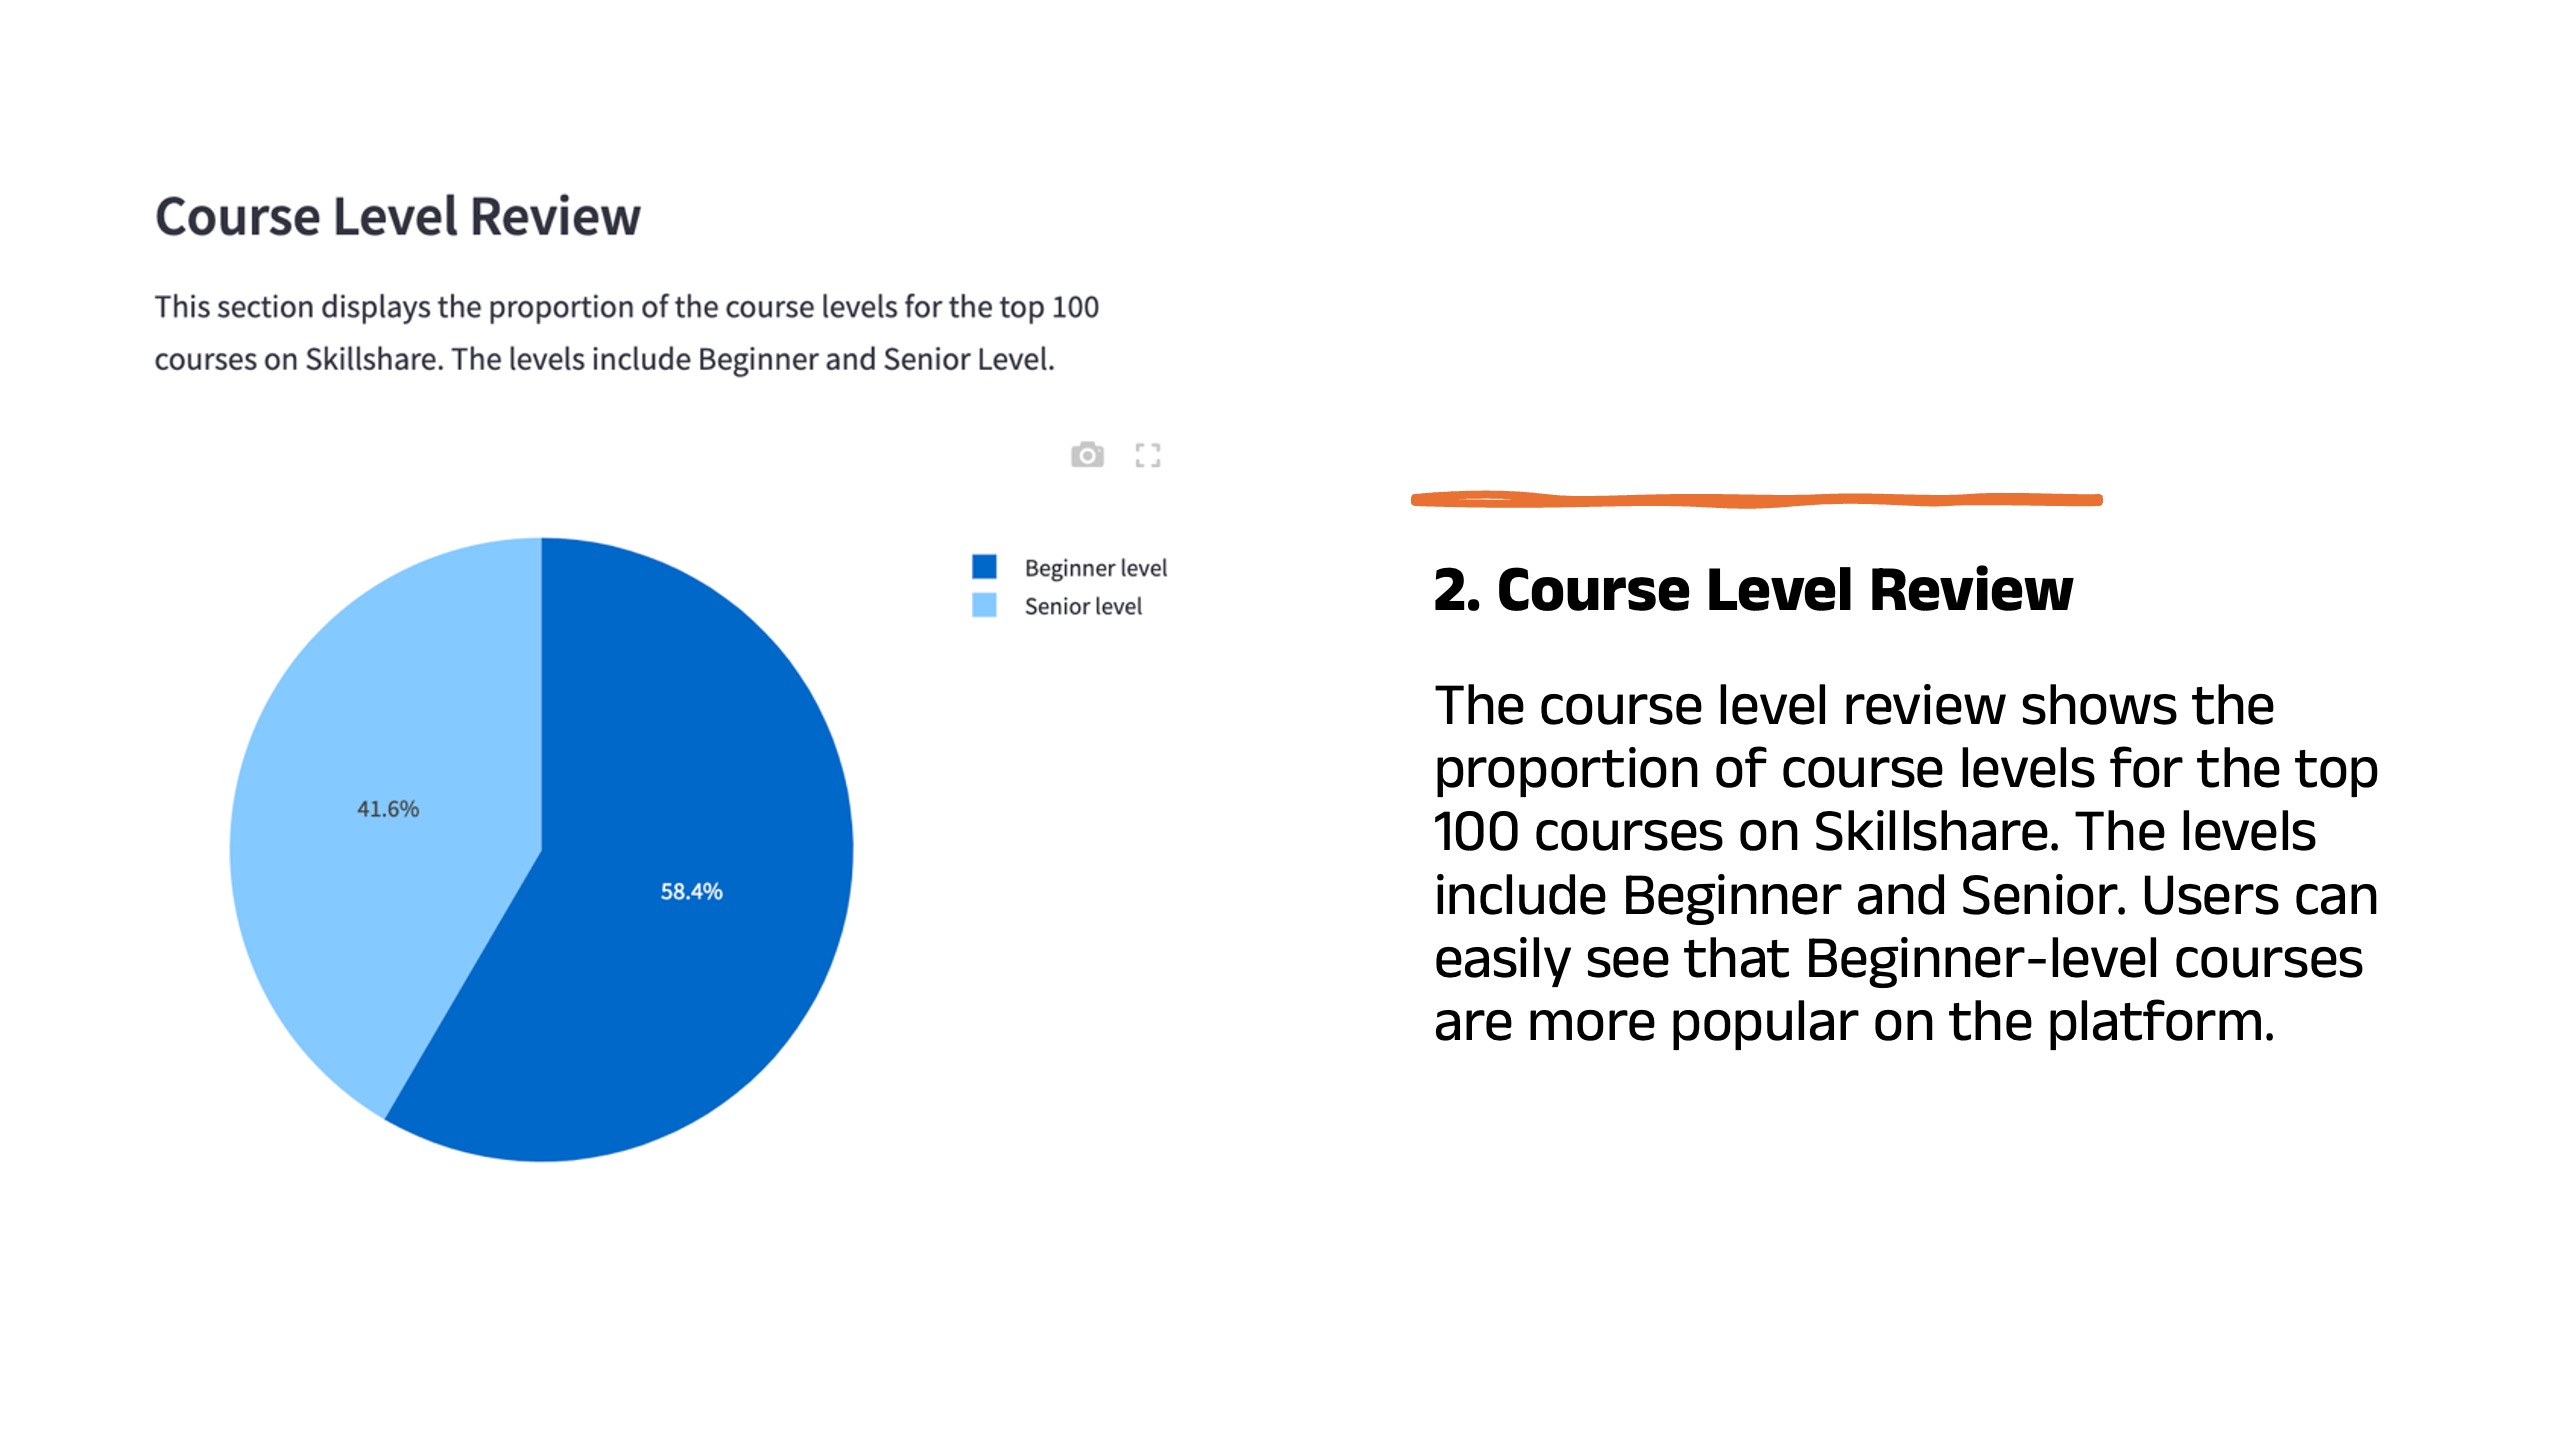 Course Level Review
This section displays the proportion of the course levels for the top 100
courses on Skillshare. The levels include Beginner and Senior Level.
Beginner level
Senior level
41.6%
58.4%
2. Course Level Review
The course level review shows the
proportion of course levels for the top
100 courses on Skillshare. The levels
include Beginner and Senior. Users can
easily see that Beginner-level courses
are more popular on the platform.